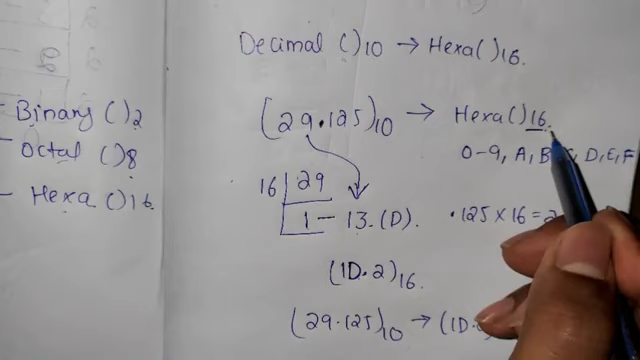 Decimal ()10 → Hexa()16.
- Binary ()2
- Octal ()8
- Hexa ()16.
(29.125)10 → Hexa()16.
0-9, A, B, C, D, E, F
16 29
1 - 13.(D).
.125 x 16 = 2
(1D.2)16.
(29.125)10 → (1D.